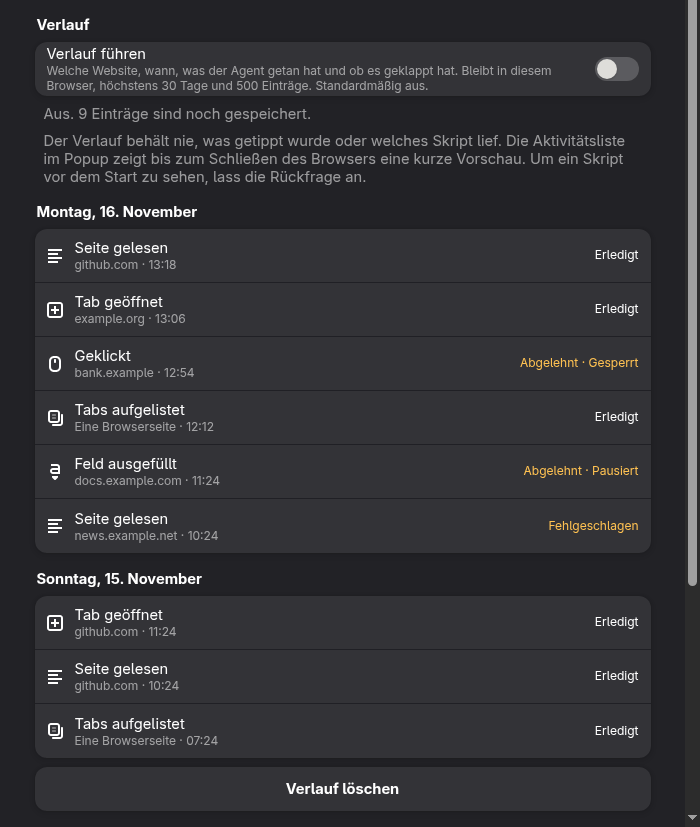 Verlauf
Verlauf führen
Welche Website, wann, was der Agent getan hat und ob es geklappt hat. Bleibt in diesem
Browser, höchstens 30 Tage und 500 Einträge. Standardmäßig aus.
Aus. 9 Einträge sind noch gespeichert.
Der Verlauf behält nie, was getippt wurde oder welches Skript lief. Die Aktivitätsliste
im Popup zeigt bis zum Schließen des Browsers eine kurze Vorschau. Um ein Skript
vor dem Start zu sehen, lass die Rückfrage an.
Montag, 16. November
Seite gelesen
github.com · 13:18
Erledigt
Tab geöffnet
example.org · 13:06
Erledigt
Geklickt
bank.example · 12:54
Abgelehnt · Gesperrt
Tabs aufgelistet
Eine Browserseite · 12:12
Erledigt
Feld ausgefüllt
docs.example.com · 11:24
Abgelehnt · Pausiert
Seite gelesen
news.example.net · 10:24
Fehlgeschlagen
Sonntag, 15. November
Tab geöffnet
github.com · 11:24
Erledigt
Seite gelesen
github.com · 10:24
Erledigt
Tabs aufgelistet
Eine Browserseite · 07:24
Erledigt
Verlauf löschen